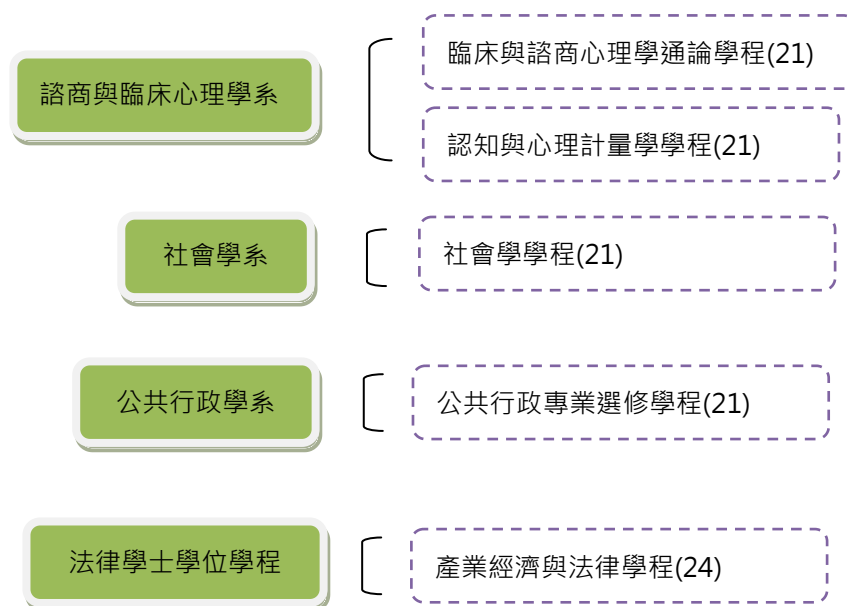 諮商與臨床心理學系
臨床與諮商心理學通論學程(21)
認知與心理計量學學程(21)
社會學系
社會學學程(21)
公共行政學系
公共行政專業選修學程(21)
法律學士學位學程
產業經濟與法律學程(24)